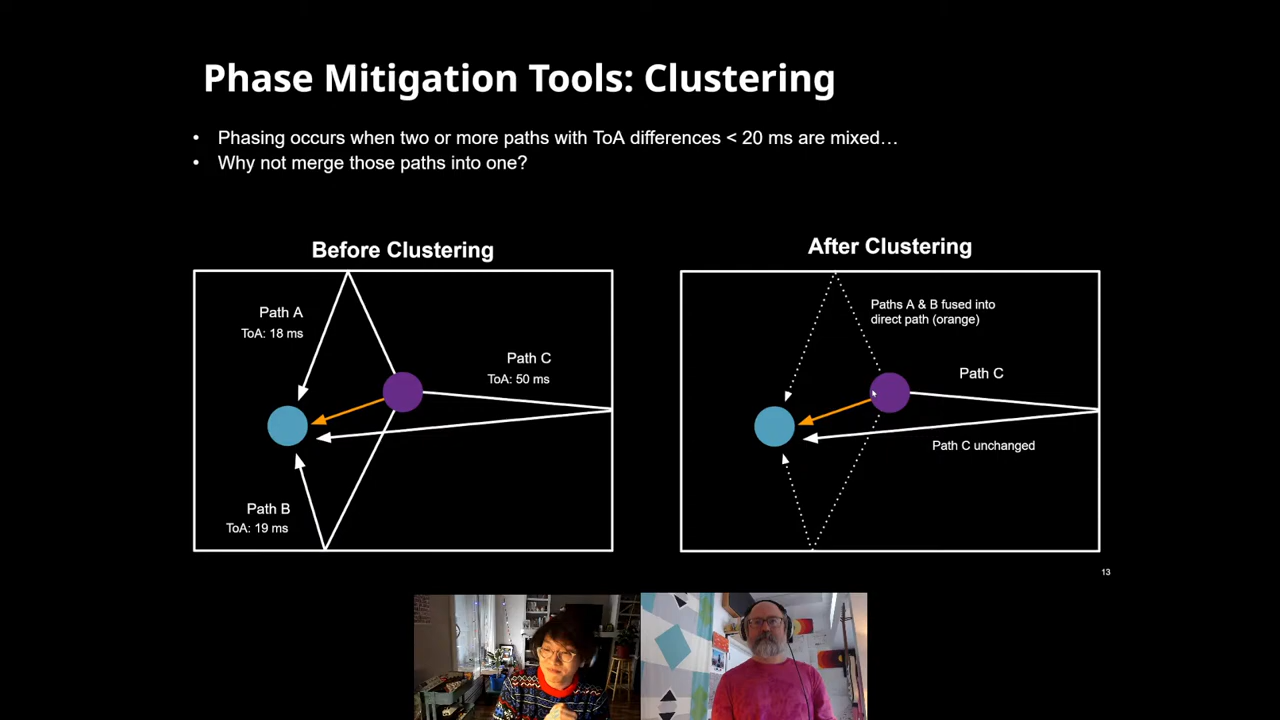 Phase Mitigation Tools: Clustering
• Phasing occurs when two or more paths with ToA differences < 20 ms are mixed…
• Why not merge those paths into one?
Before Clustering
Path A
ToA: 18 ms
Path C
ToA: 50 ms
Path B
ToA: 19 ms
After Clustering
Paths A & B fused into
direct path (orange)
Path C
Path C unchanged
13